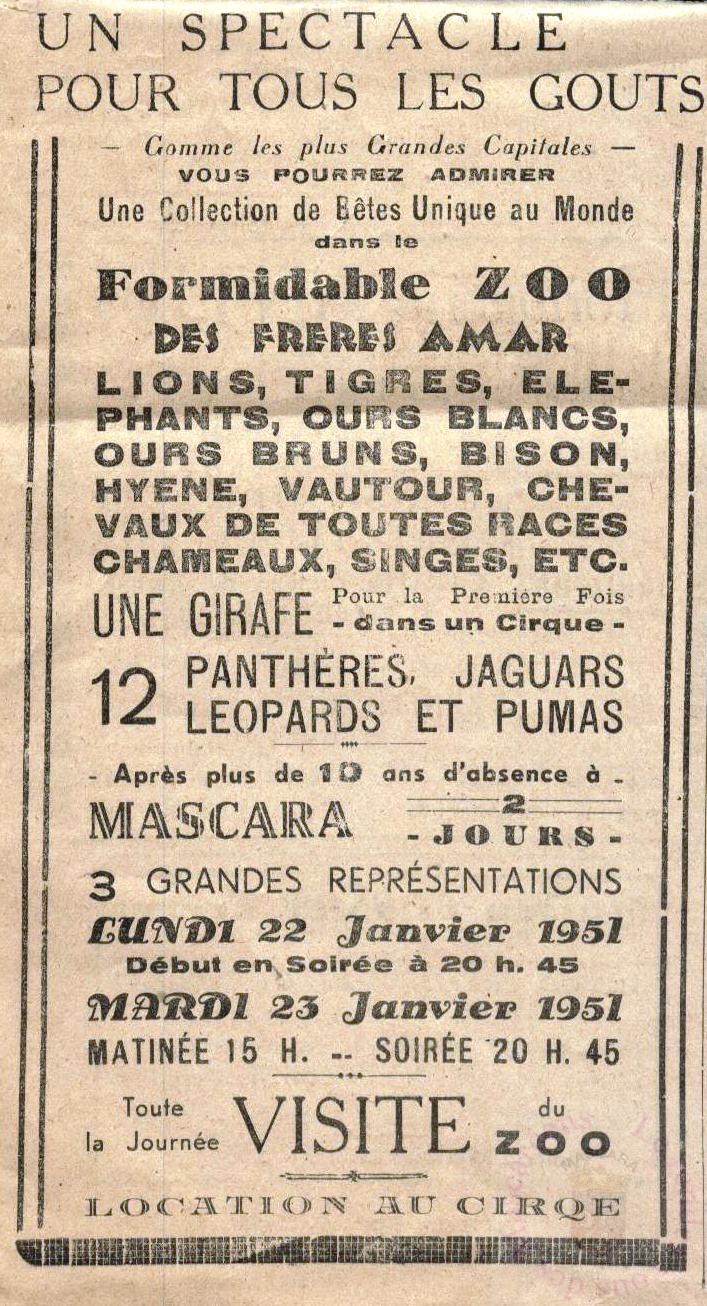 UN SPECTACLE
POUR TOUS LES GOUTS
— Comme les plus Grandes Capitales —
VOUS POURREZ ADMIRER
Une Collection de Bêtes Unique au Monde
dans le
Formidable ZOO
DES FRERES AMAR
LIONS, TIGRES, ELE-
PHANTS, OURS BLANCS,
OURS BRUNS, BISON,
HYENE, VAUTOUR, CHE-
VAUX DE TOUTES RACES
CHAMEAUX, SINGES, ETC.
UNE GIRAFE Pour la Premiére Fois
- dans un Cirque -
12 PANTHÈRES, JAGUARS
LEOPARDS ET PUMAS
- Après plus de 10 ans d'absence à -
MASCARA 2
- JOURS -
3 GRANDES REPRÉSENTATIONS
LUNDI 22 Janvier 1951
Début en Soirée à 20 h. 45
MARDI 23 Janvier 1951
MATINÉE 15 H. -- SOIRÉE 20 H. 45
Toute la Journée VISITE du ZOO
LOCATION AU CIRQE